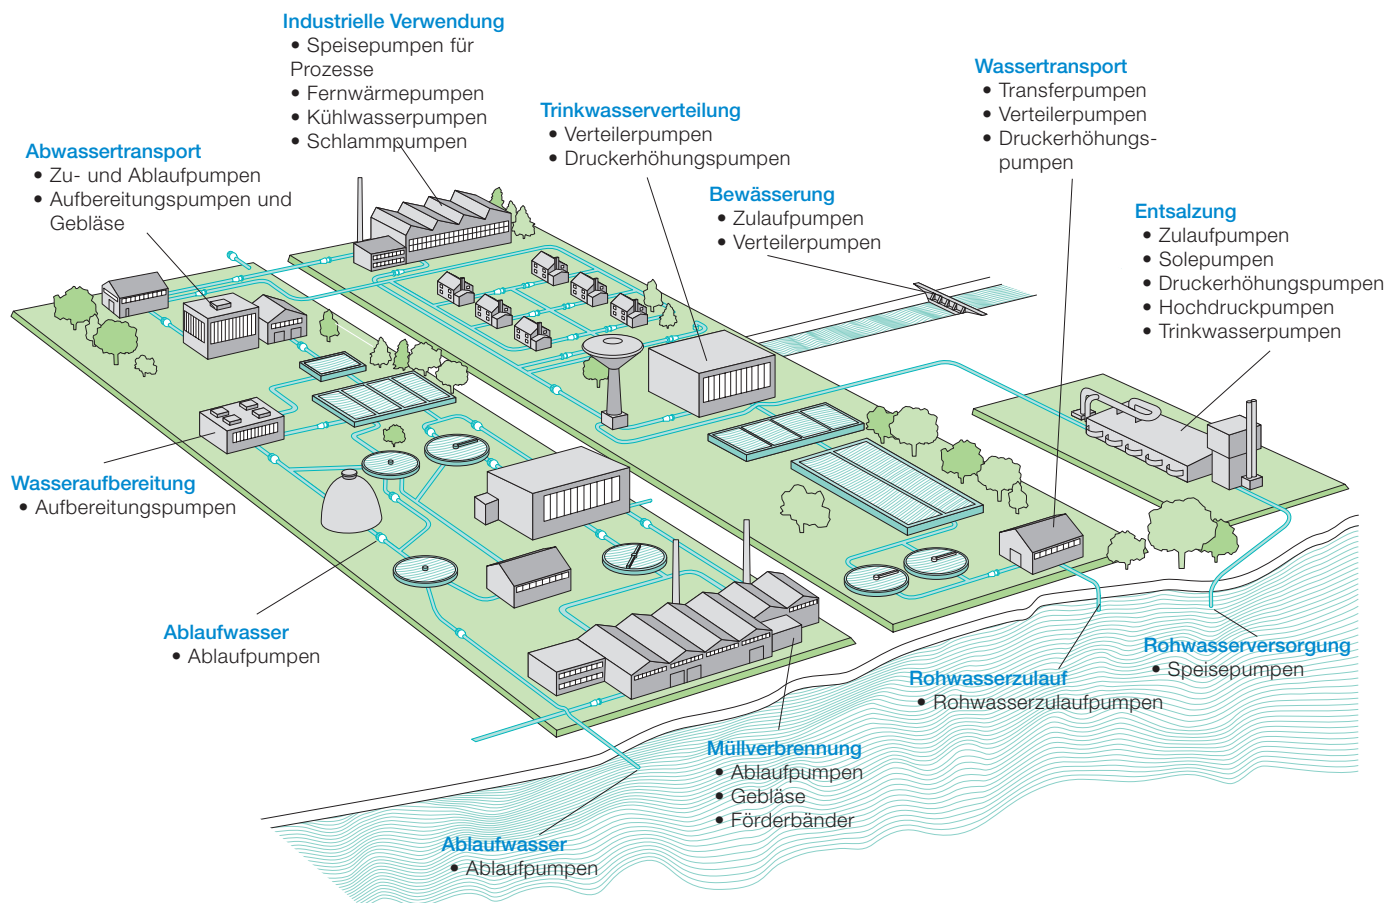 Industrielle Verwendung
• Speisepumpen für
Prozesse
• Fernwärmepumpen
• Kühlwasserpumpen
• Schlammpumpen
Wassertransport
• Transferpumpen
• Verteilerpumpen
• Druckerhöhungs-
pumpen
Trinkwasserverteilung
• Verteilerpumpen
• Druckerhöhungspumpen
Abwassertransport
• Zu- und Ablaufpumpen
• Aufbereitungspumpen und
Gebläse
Bewässerung
• Zulaufpumpen
• Verteilerpumpen
Entsalzung
• Zulaufpumpen
• Solepumpen
• Druckerhöhungspumpen
• Hochdruckpumpen
• Trinkwasserpumpen
Wasseraufbereitung
• Aufbereitungspumpen
Ablaufwasser
• Ablaufpumpen
Rohwasserversorgung
• Speisepumpen
Rohwasserzulauf
• Rohwasserzulaufpumpen
Müllverbrennung
• Ablaufpumpen
• Gebläse
• Förderbänder
Ablaufwasser
• Ablaufpumpen